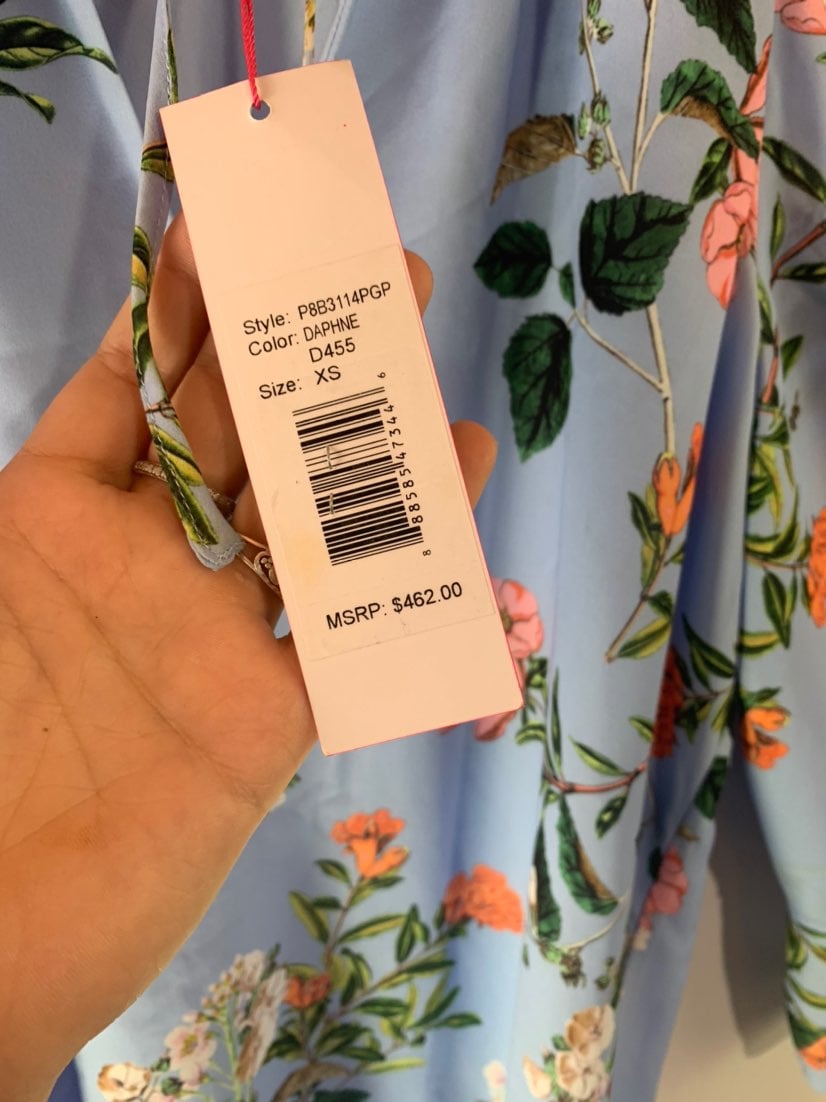 Style: P8B3114PGP
Color: DAPHNE
D455
Size: XS
8 88585 47344 6
MSRP: $462.00